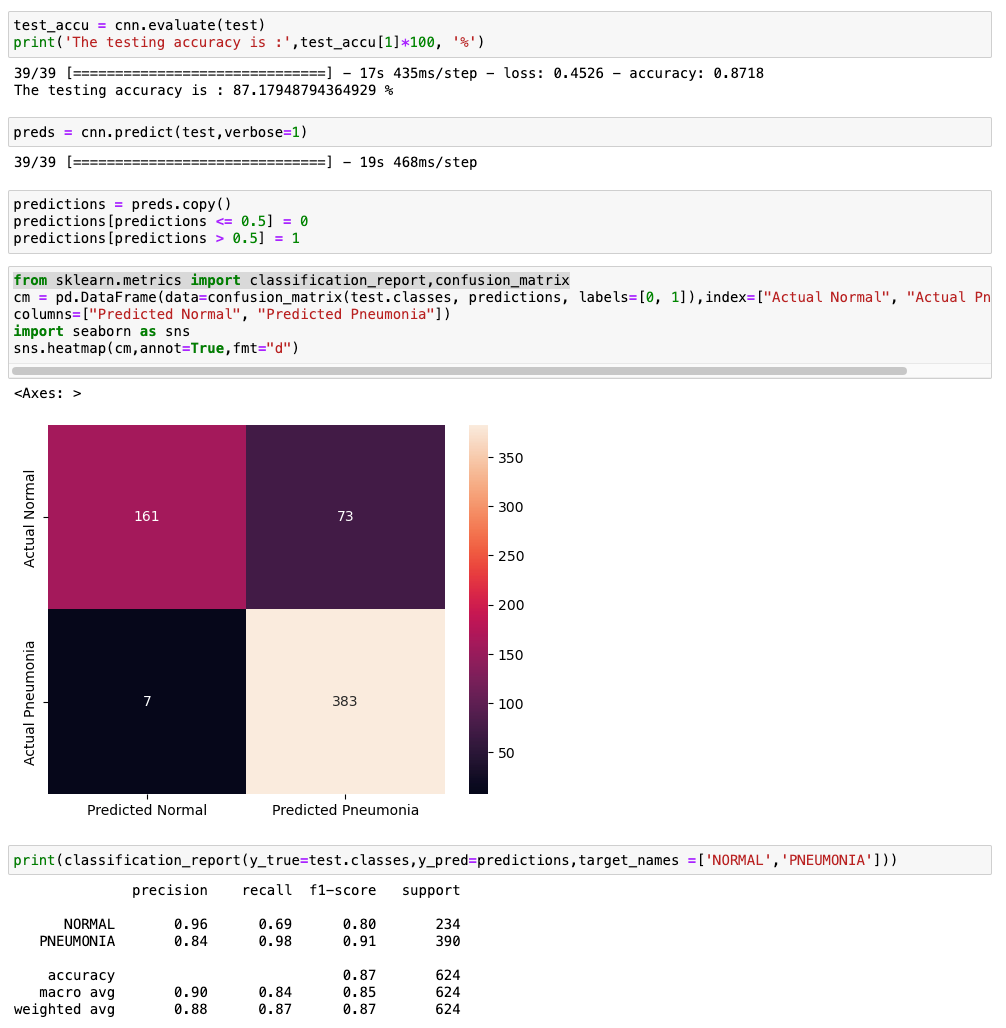 test_accu = cnn.evaluate(test)
print('The testing accuracy is :',test_accu[1]*100, '%')
39/39 [==============================] - 17s 435ms/step - loss: 0.4526 - accuracy: 0.8718
The testing accuracy is : 87.17948794364929 %
preds = cnn.predict(test,verbose=1)
39/39 [==============================] - 19s 468ms/step
predictions = preds.copy()
predictions[predictions <= 0.5] = 0
predictions[predictions > 0.5] = 1
from sklearn.metrics import classification_report,confusion_matrix
cm = pd.DataFrame(data=confusion_matrix(test.classes, predictions, labels=[0, 1]),index=["Actual Normal", "Actual Pn
columns=["Predicted Normal", "Predicted Pneumonia"])
import seaborn as sns
sns.heatmap(cm,annot=True,fmt="d")
<Axes: >
Actual Normal
161
73
Actual Pneumonia
7
383
Predicted Normal
Predicted Pneumonia
350
300
250
200
150
100
50
print(classification_report(y_true=test.classes,y_pred=predictions,target_names =['NORMAL','PNEUMONIA']))
precision recall f1-score support
NORMAL 0.96 0.69 0.80 234
PNEUMONIA 0.84 0.98 0.91 390
accuracy 0.87 624
macro avg 0.90 0.84 0.85 624
weighted avg 0.88 0.87 0.87 624